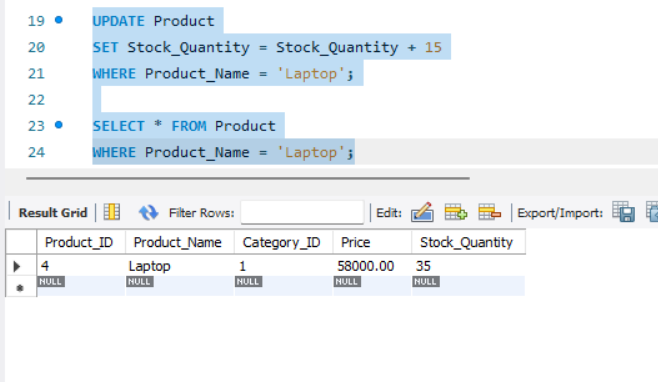 19 UPDATE Product
20 SET Stock_Quantity = Stock_Quantity + 15
21 WHERE Product_Name = 'Laptop';
22
23 SELECT * FROM Product
24 WHERE Product_Name = 'Laptop';
Result Grid Filter Rows: Edit: Export/Import:
Product_ID Product_Name Category_ID Price Stock_Quantity
4 Laptop 1 58000.00 35
NULL NULL NULL NULL NULL